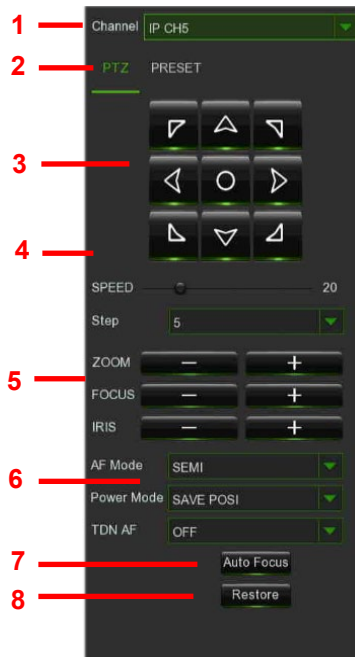 1 Channel IP CH5
2 PTZ PRESET
3
4
SPEED 20
Step 5
5 ZOOM − +
FOCUS − +
IRIS − +
AF Mode SEMI
6
Power Mode SAVE POSI
TDN AF OFF
7 Auto Focus
8 Restore